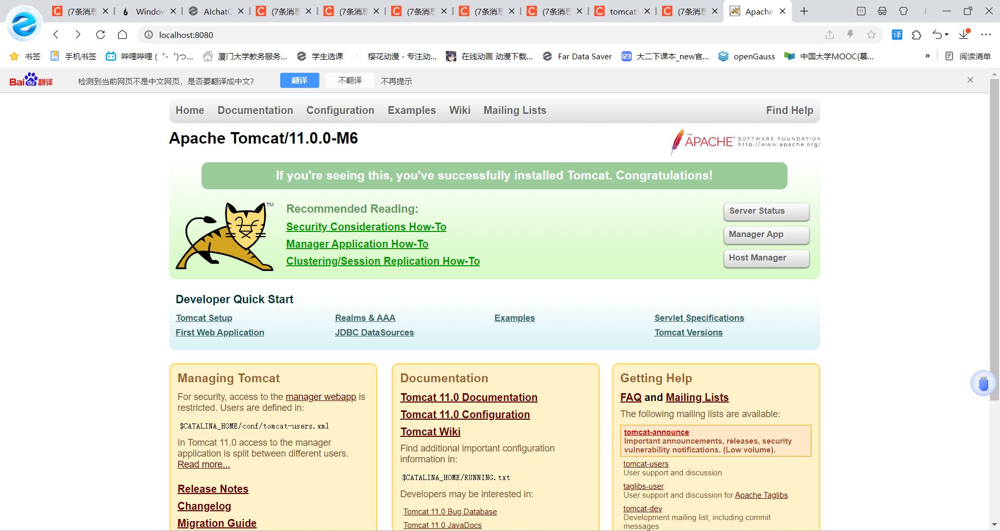 (7条消息
Window
AIchatC
(7条消息
(7条消息
(7条消息
(7条消息
(7条消息
tomcat
(7条消息
Apache
11
localhost:8080
译
书签
手机书签
哔哩哔哩 ( ゜- ゜)つ...
厦门大学教务服务...
学生选课
樱花动漫 - 专注动...
在线动画 动漫下载...
Far Data Saver
123
大二下课本_new官...
openGauss
中国大学MOOC(慕...
»
阅读清单
Baidu翻译
检测到当前网页不是中文网页，是否要翻译成中文?
翻译
不翻译
不再提示
Home Documentation Configuration Examples Wiki Mailing Lists Find Help
Apache Tomcat/11.0.0-M6
THE APACHE SOFTWARE FOUNDATION
http://www.apache.org/
If you're seeing this, you've successfully installed Tomcat. Congratulations!
TM
Recommended Reading:
Security Considerations How-To
Manager Application How-To
Clustering/Session Replication How-To
Server Status
Manager App
Host Manager
Developer Quick Start
Tomcat Setup
First Web Application
Realms & AAA
JDBC DataSources
Examples
Servlet Specifications
Tomcat Versions
Managing Tomcat
For security, access to the manager webapp is
restricted. Users are defined in:
$CATALINA_HOME/conf/tomcat-users.xml
In Tomcat 11.0 access to the manager
application is split between different users.
Read more...
Release Notes
Changelog
Migration Guide
Documentation
Tomcat 11.0 Documentation
Tomcat 11.0 Configuration
Tomcat Wiki
Find additional important configuration
information in:
$CATALINA_HOME/RUNNING.txt
Developers may be interested in:
Tomcat 11.0 Bug Database
Tomcat 11.0 JavaDocs
Getting Help
FAQ and Mailing Lists
The following mailing lists are available:
tomcat-announce
Important announcements, releases, security
vulnerability notifications. (Low volume).
tomcat-users
User support and discussion
taglibs-user
User support and discussion for Apache Taglibs
tomcat-dev
Development mailing list, including commit
messages